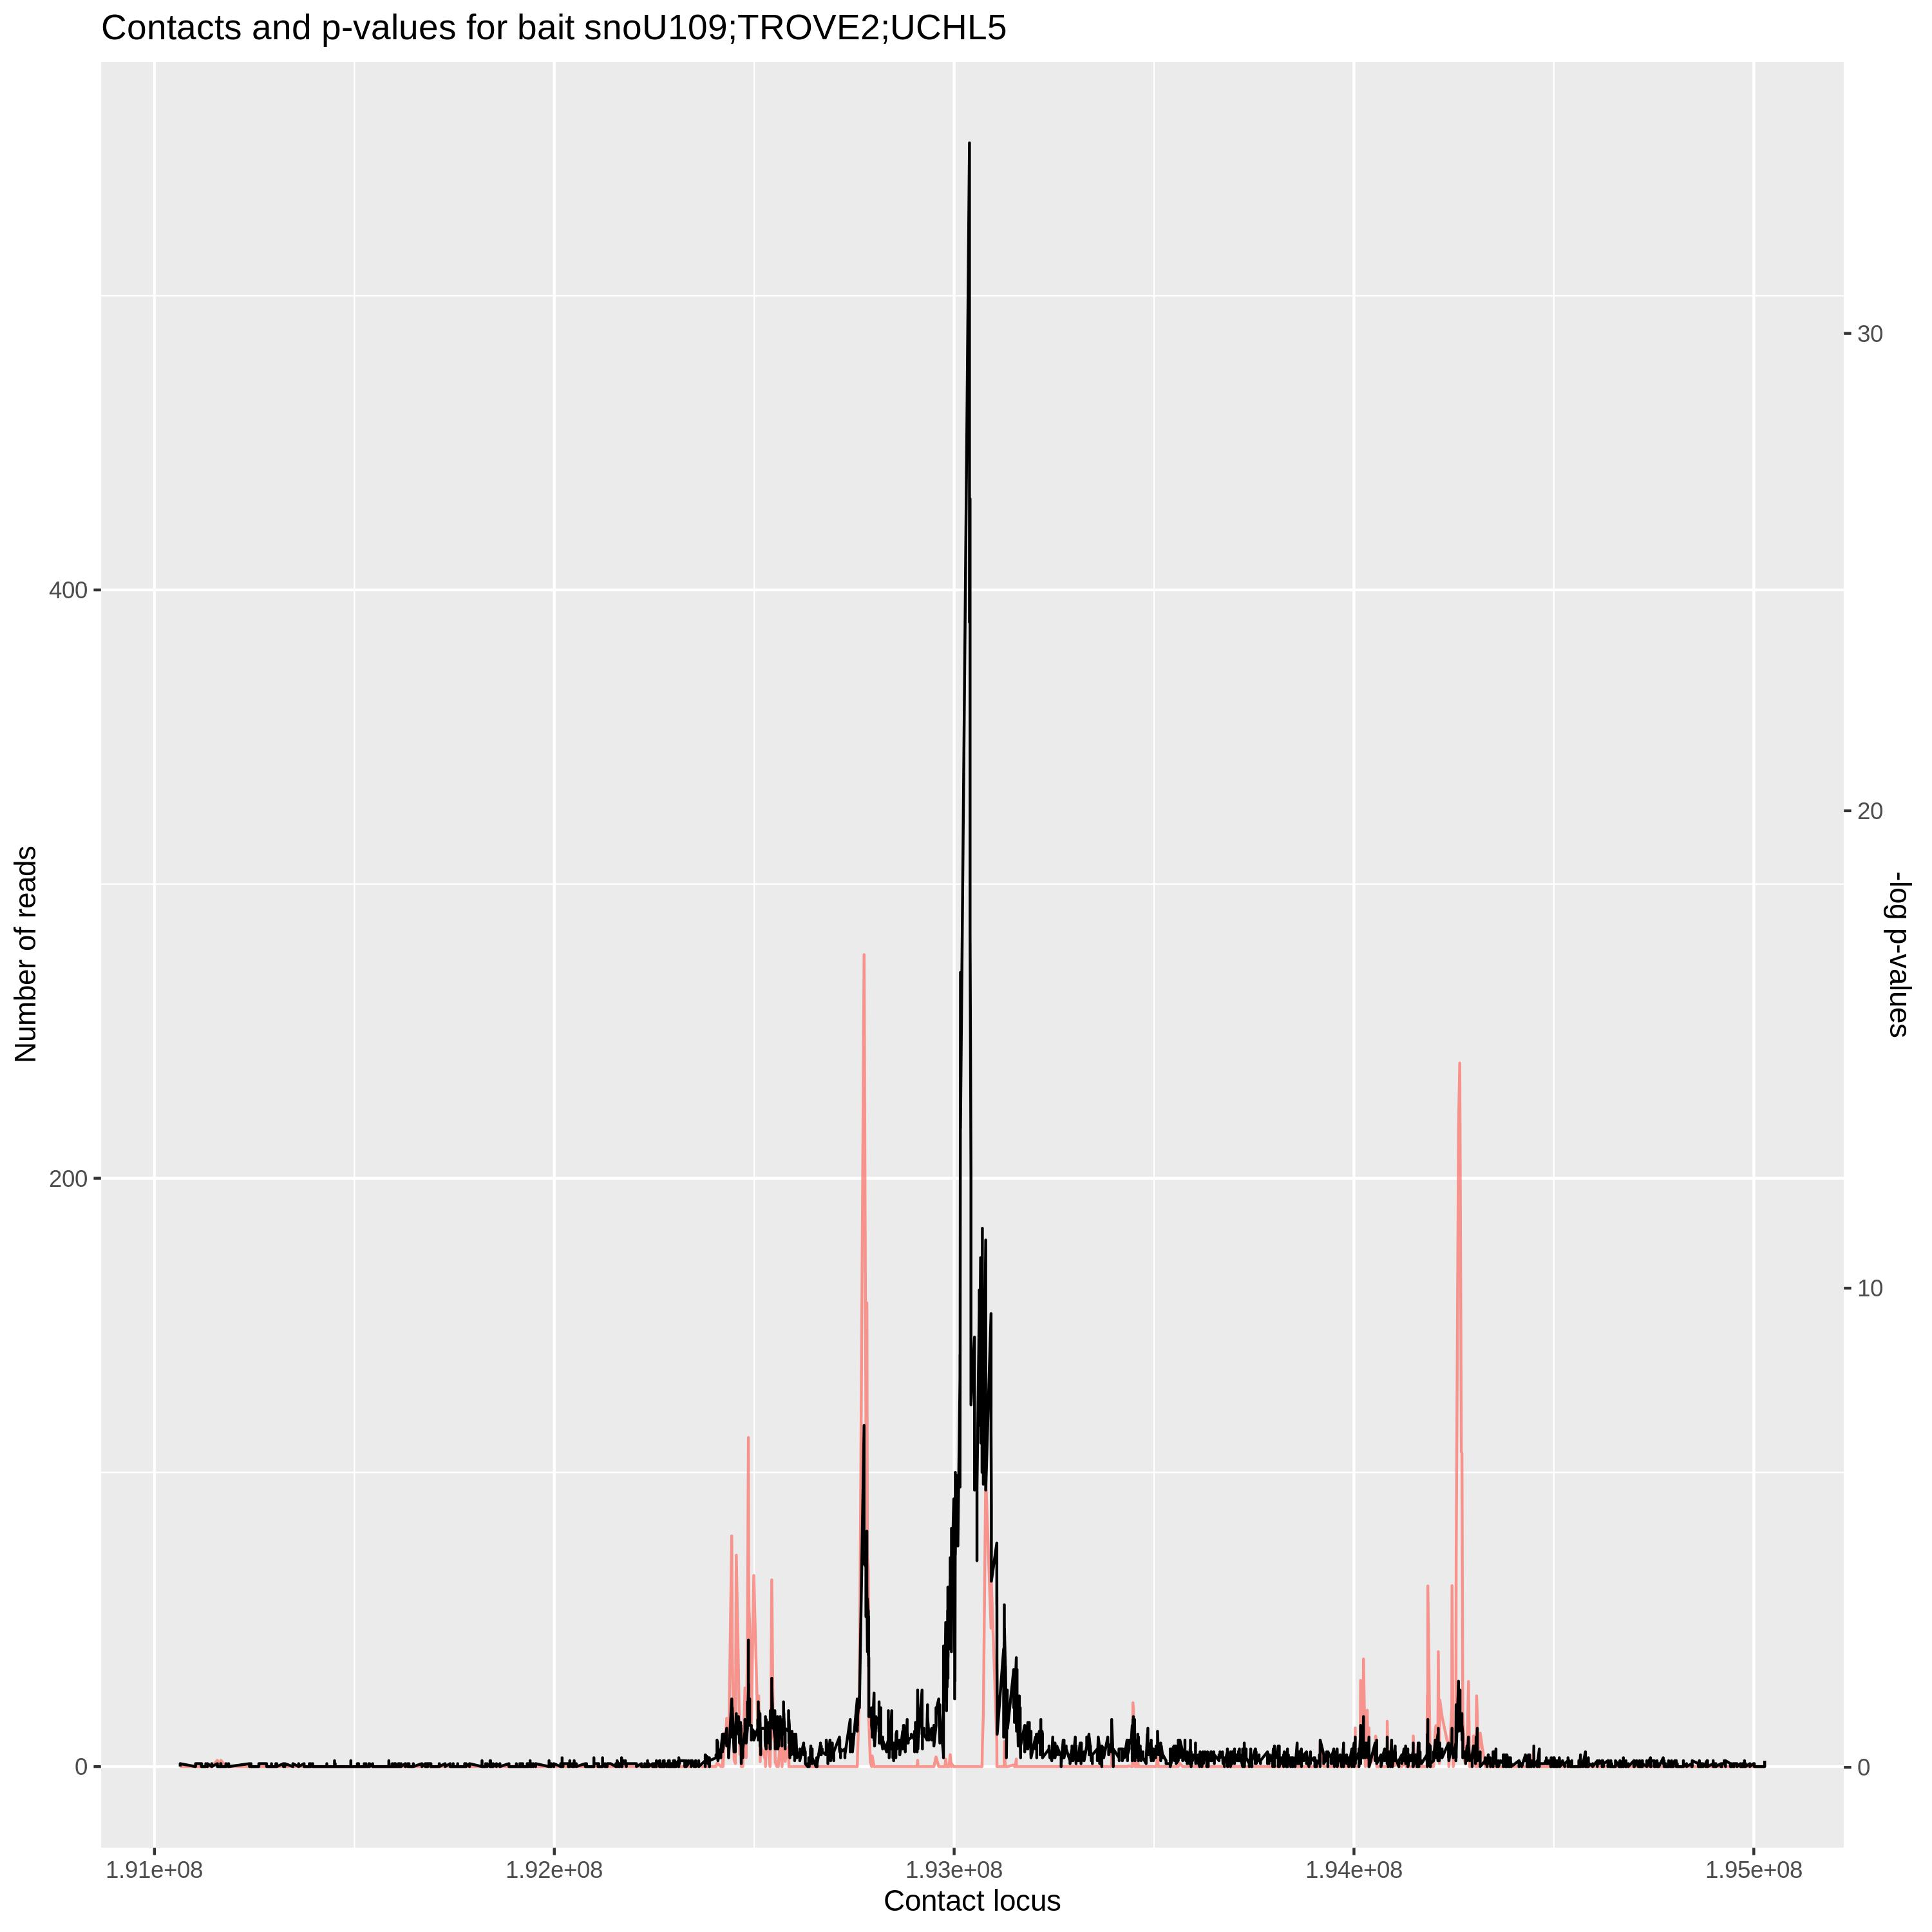 Contacts and p-values for bait snoU109;TROVE2;UCHL5
Number of reads
400
200
0
30
20
10
0
-log p-values
1.91e+08
1.92e+08
1.93e+08
1.94e+08
1.95e+08
Contact locus